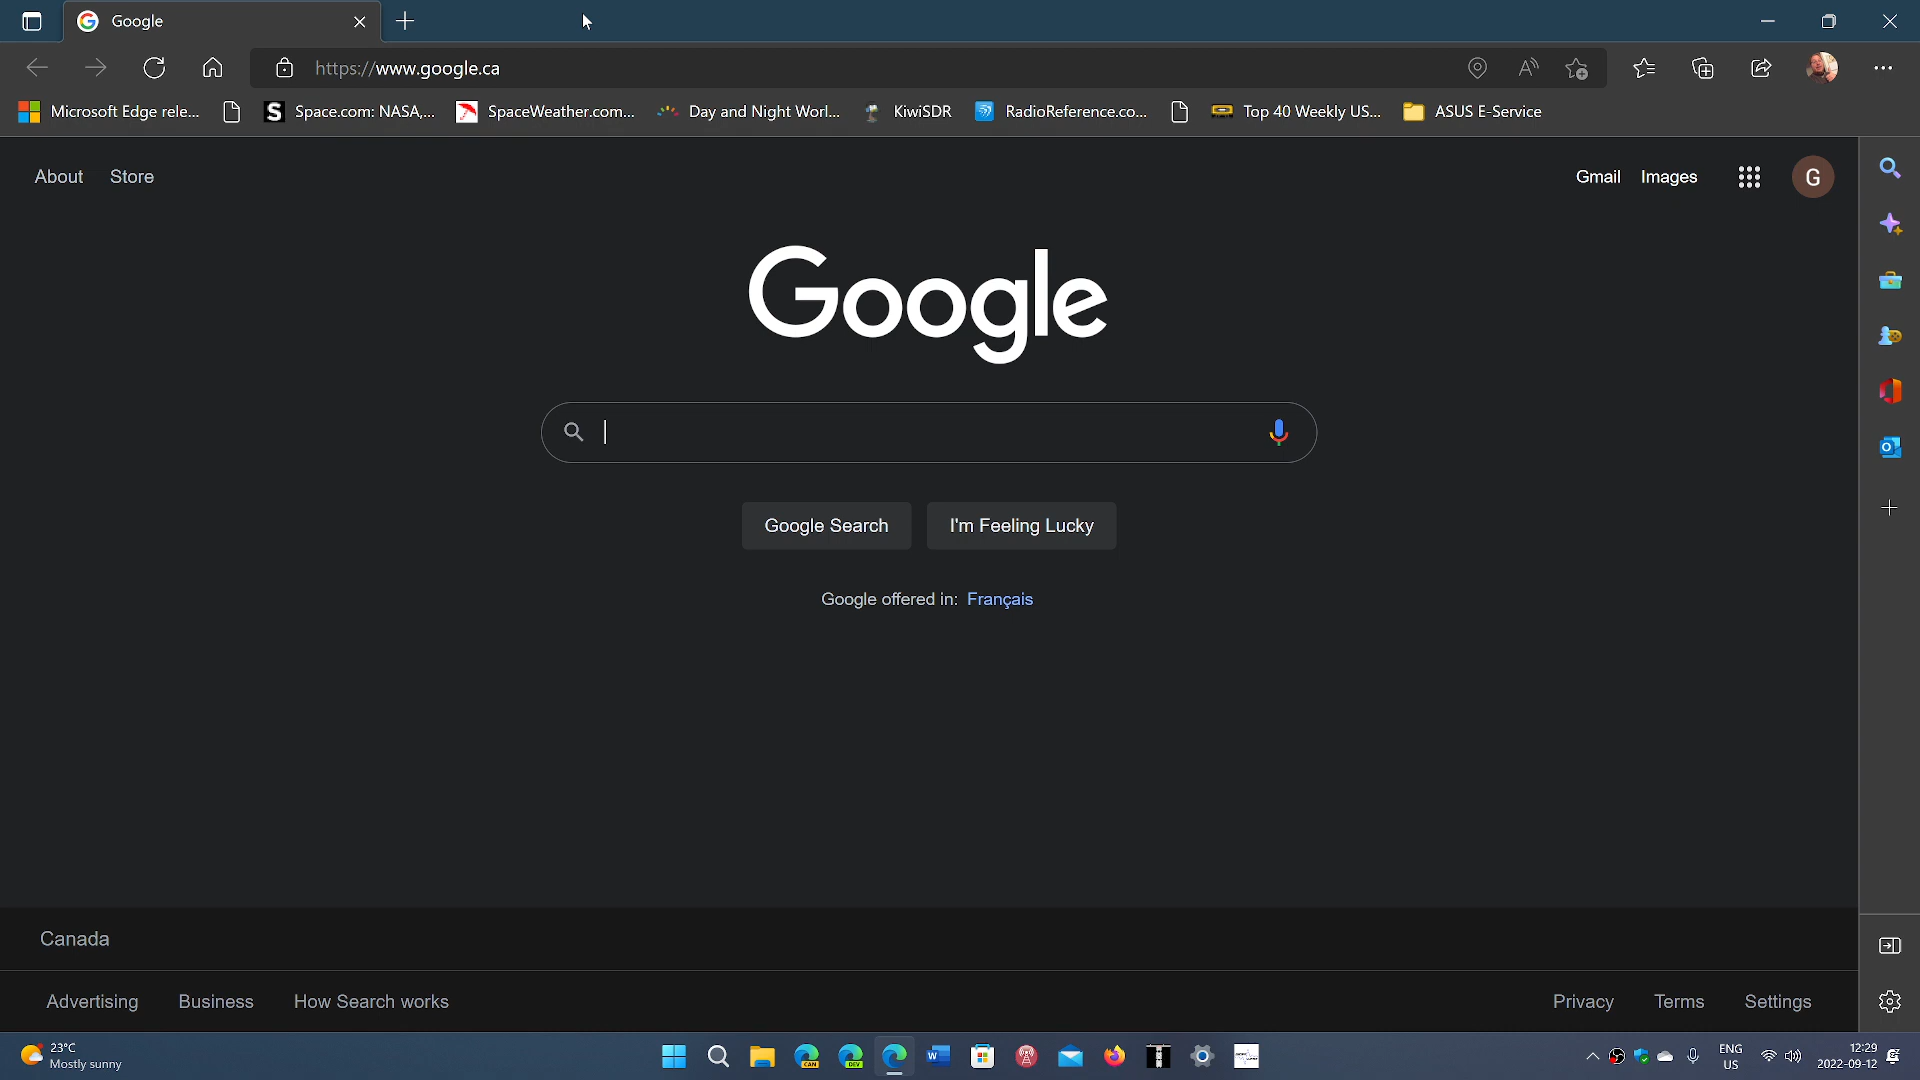 Google
https://www.google.ca
Microsoft Edge rele...
Space.com: NASA,...
SpaceWeather.com...
Day and Night Worl...
KiwiSDR
RadioReference.co...
Top 40 Weekly US...
ASUS E-Service
About Store
Gmail Images
G
Google
Google Search
I'm Feeling Lucky
Google offered in: Français
Canada
Advertising Business How Search works
Privacy Terms Settings
23°C
Mostly sunny
CAN
DEV
ENG
US
12:29
2022-09-12